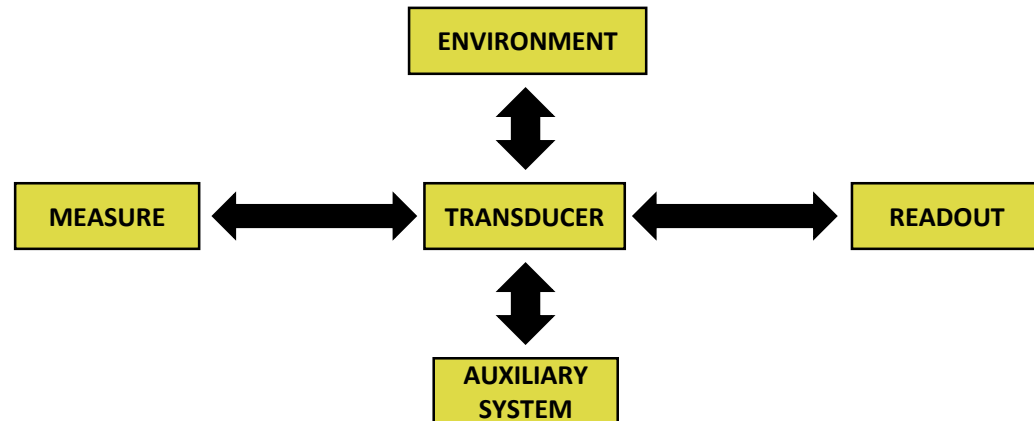 ENVIRONMENT
MEASURE
TRANSDUCER
READOUT
AUXILIARY
SYSTEM